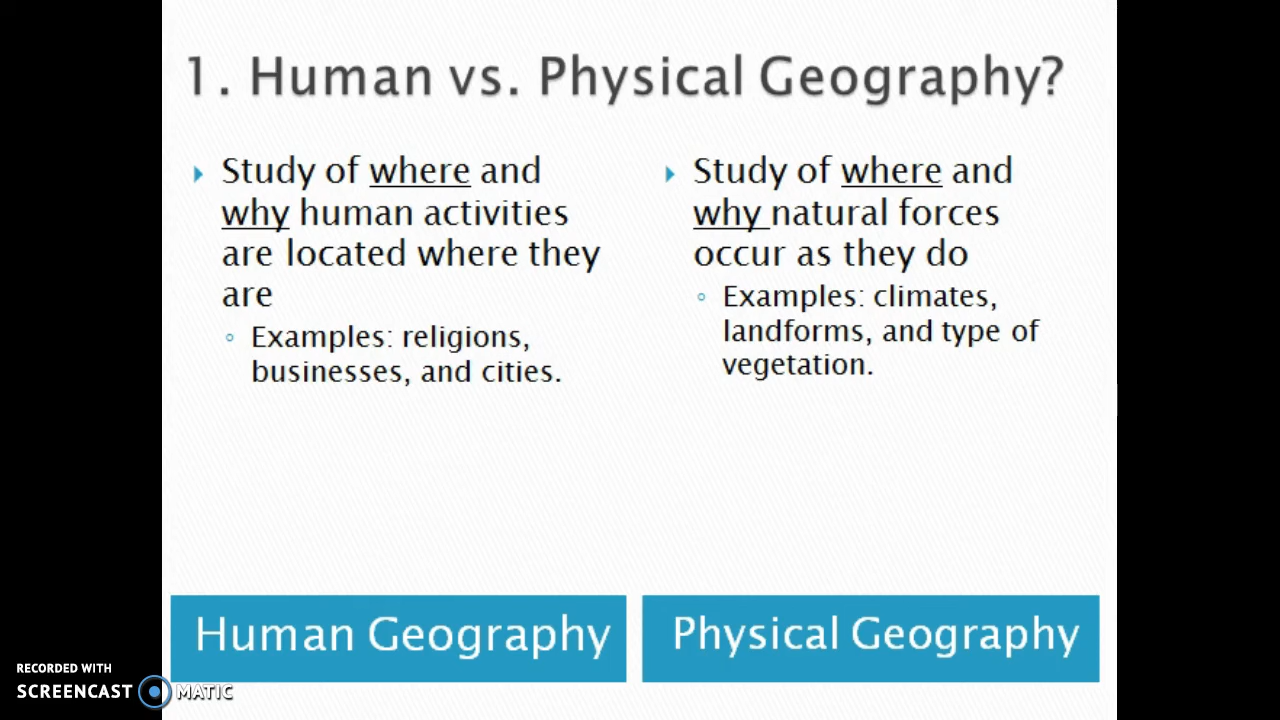 1. Human vs. Physical Geography?
Study of where and
why human activities
are located where they
are
Examples: religions,
businesses, and cities.
Study of where and
why natural forces
occur as they do
Examples: climates,
landforms, and type of
vegetation.
Human Geography
Physical Geography
RECORDED WITH
SCREENCAST MATIC